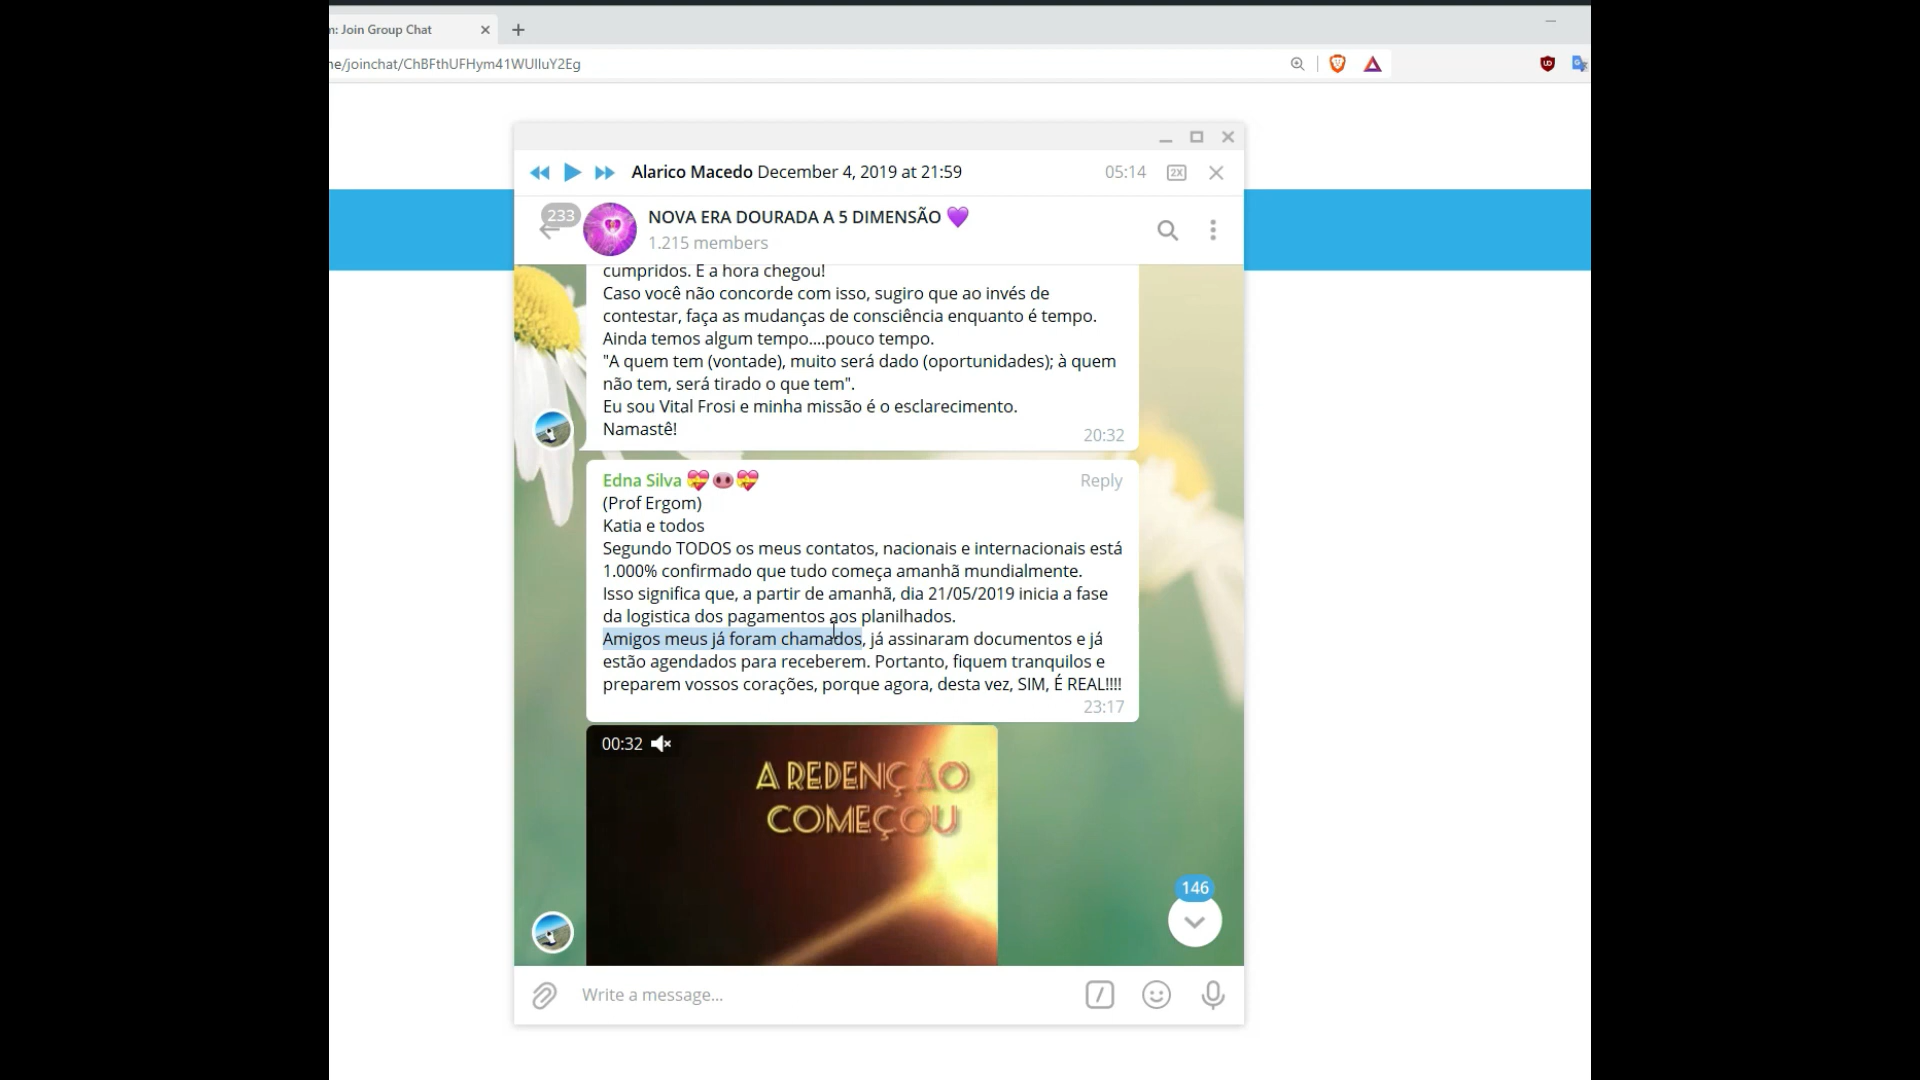 n: Join Group Chat
ne/joinchat/ChBFthUFHym41WUlluY2Eg
Alarico Macedo December 4, 2019 at 21:59
05:14
2X
233
NOVA ERA DOURADA A 5 DIMENSÃO 💜
1.215 members
cumpridos. E a hora chegou!
Caso você não concorde com isso, sugiro que ao invés de
contestar, faça as mudanças de consciência enquanto é tempo.
Ainda temos algum tempo....pouco tempo.
"A quem tem (vontade), muito será dado (oportunidades); à quem
não tem, será tirado o que tem".
Eu sou Vital Frosi e minha missão é o esclarecimento.
Namastê!
20:32
Edna Silva 💝🐽💝
Reply
(Prof Ergom)
Katia e todos
Segundo TODOS os meus contatos, nacionais e internacionais está
1.000% confirmado que tudo começa amanhã mundialmente.
Isso significa que, a partir de amanhã, dia 21/05/2019 inicia a fase
da logistica dos pagamentos aos planilhados.
Amigos meus já foram chamados, já assinaram documentos e já
estão agendados para receberem. Portanto, fiquem tranquilos e
preparem vossos corações, porque agora, desta vez, SIM, É REAL!!!!
23:17
00:32
A REDENÇÃO
COMEÇOU
146
Write a message...